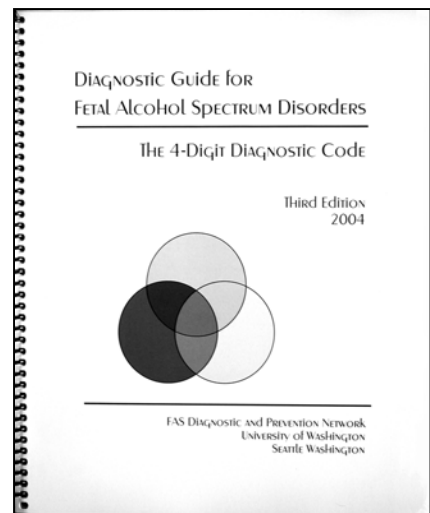 Diagnostic Guide for
Fetal Alcohol Spectrum Disorders
The 4-Digit Diagnostic Code
Third Edition
2004
FAS Diagnostic and Prevention Network
University of Washington
Seattle Washington